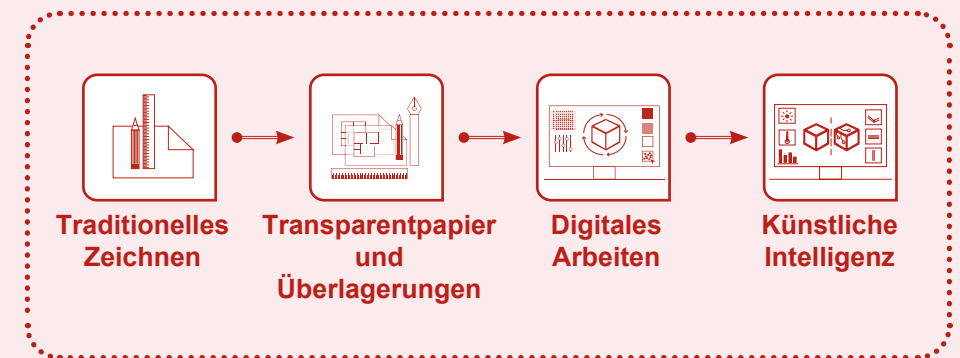 Traditionelles
Zeichnen
Transparentpapier
und
Überlagerungen
Digitales
Arbeiten
Künstliche
Intelligenz